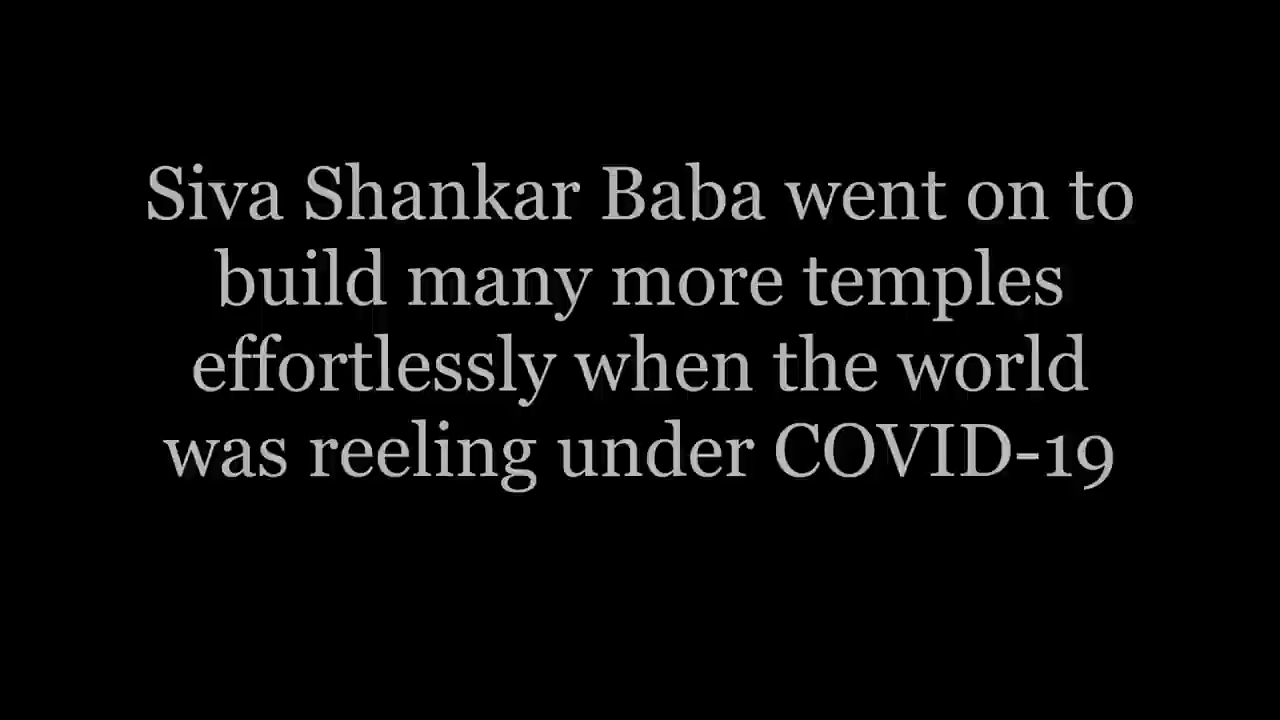 Siva Shankar Baba went on to
build many more temples
effortlessly when the world
was reeling under COVID-19